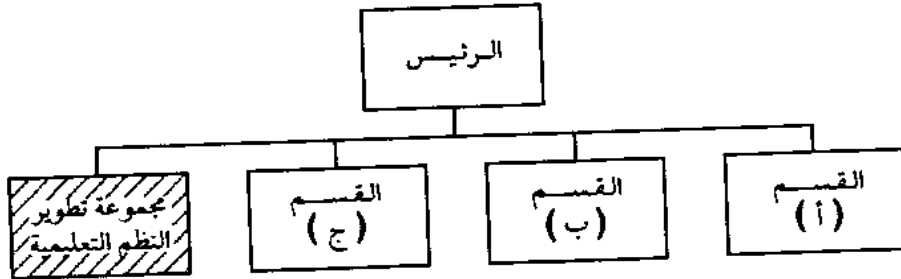 الرئيس
القسم
(أ)
القسم
(ب)
القسم
(ج)
مجموعة تطوير
النظم التعليمية